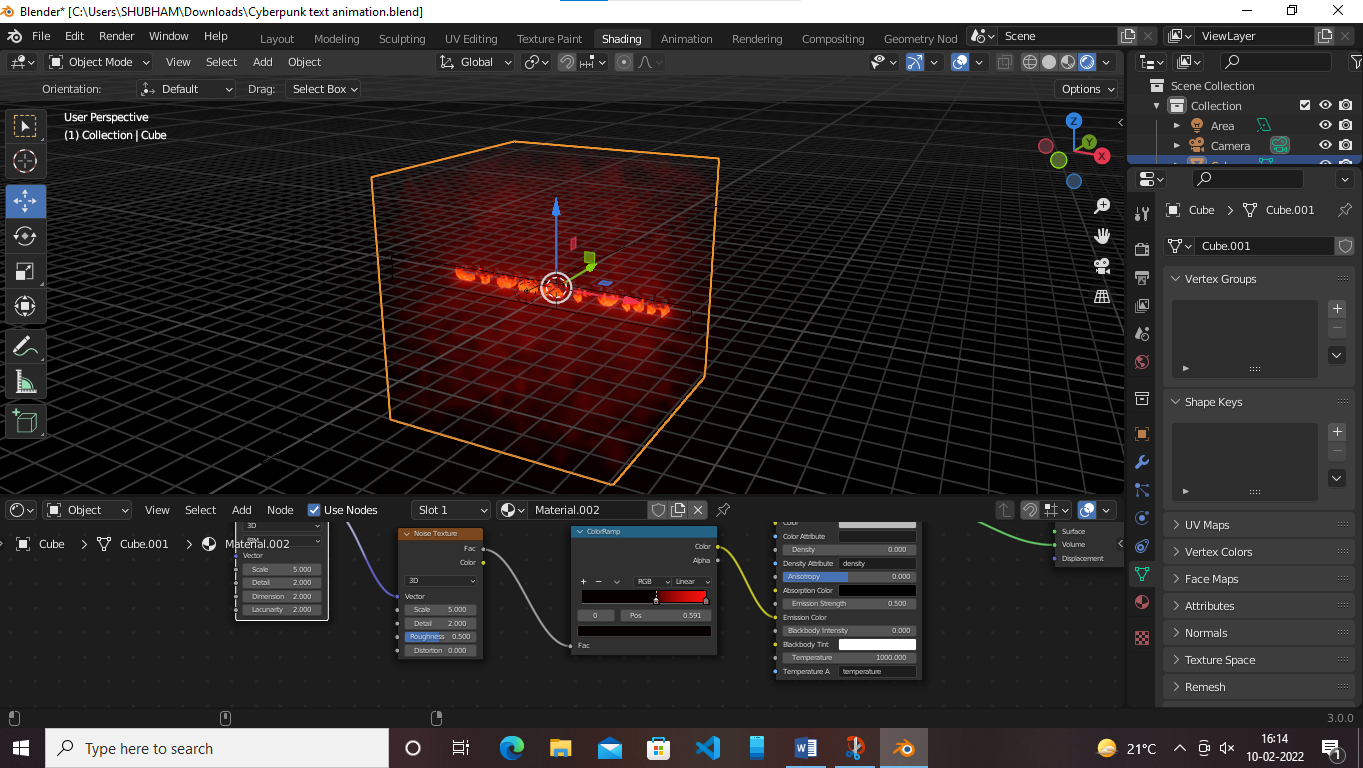 Blender* [C:\Users\SHUBHAM\Downloads\Cyberpunk text animation.blend]
File Edit Render Window Help Layout Modeling Sculpting UV Editing Texture Paint Shading Animation Rendering Compositing Geometry Nod Scene ViewLayer
Object Mode View Select Add Object Global
Orientation: Default Drag: Select Box Options
User Perspective
(1) Collection | Cube
Z
Y
X
Scene Collection
Collection
Area
Camera
Cube Cube.001
Cube.001
Vertex Groups
Shape Keys
UV Maps
Vertex Colors
Face Maps
Attributes
Normals
Texture Space
Remesh
Object View Select Add Node Use Nodes Slot 1 Material.002
Cube Cube.001 Material.002
3D
Vector
Scale 5.000
Detail 2.000
Dimension 2.000
Lacunarity 2.000
Noise Texture
Fac
Color
3D
Vector
Scale 5.000
Detail 2.000
Roughness 0.500
Distortion 0.000
ColorRamp
Color
Alpha
RGB Linear
0 Pos 0.591
Fac
Color
Color Attribute
Density 0.000
Density Attribute density
Anisotropy 0.000
Absorption Color
Emission Strength 0.500
Emission Color
Blackbody Intensity 0.000
Blackbody Tint
Temperature 1000.000
Temperature A temperature
Surface
Volume
Displacement
3.0.0
Type here to search
21°C
16:14
10-02-2022
1